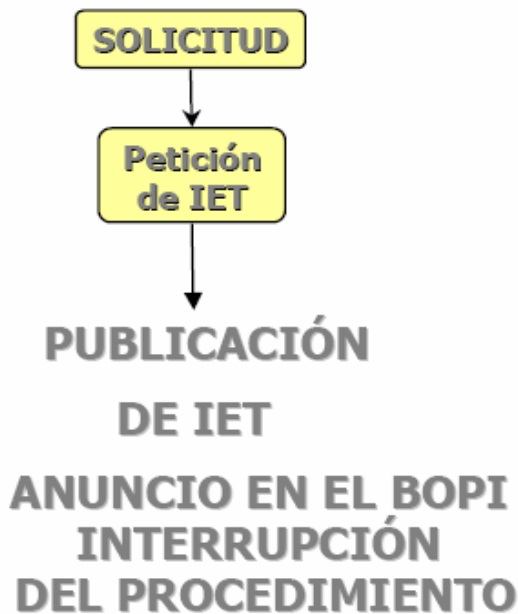 SOLICITUD
Petición
de IET
PUBLICACIÓN
DE IET
ANUNCIO EN EL BOPI
INTERRUPCIÓN
DEL PROCEDIMIENTO